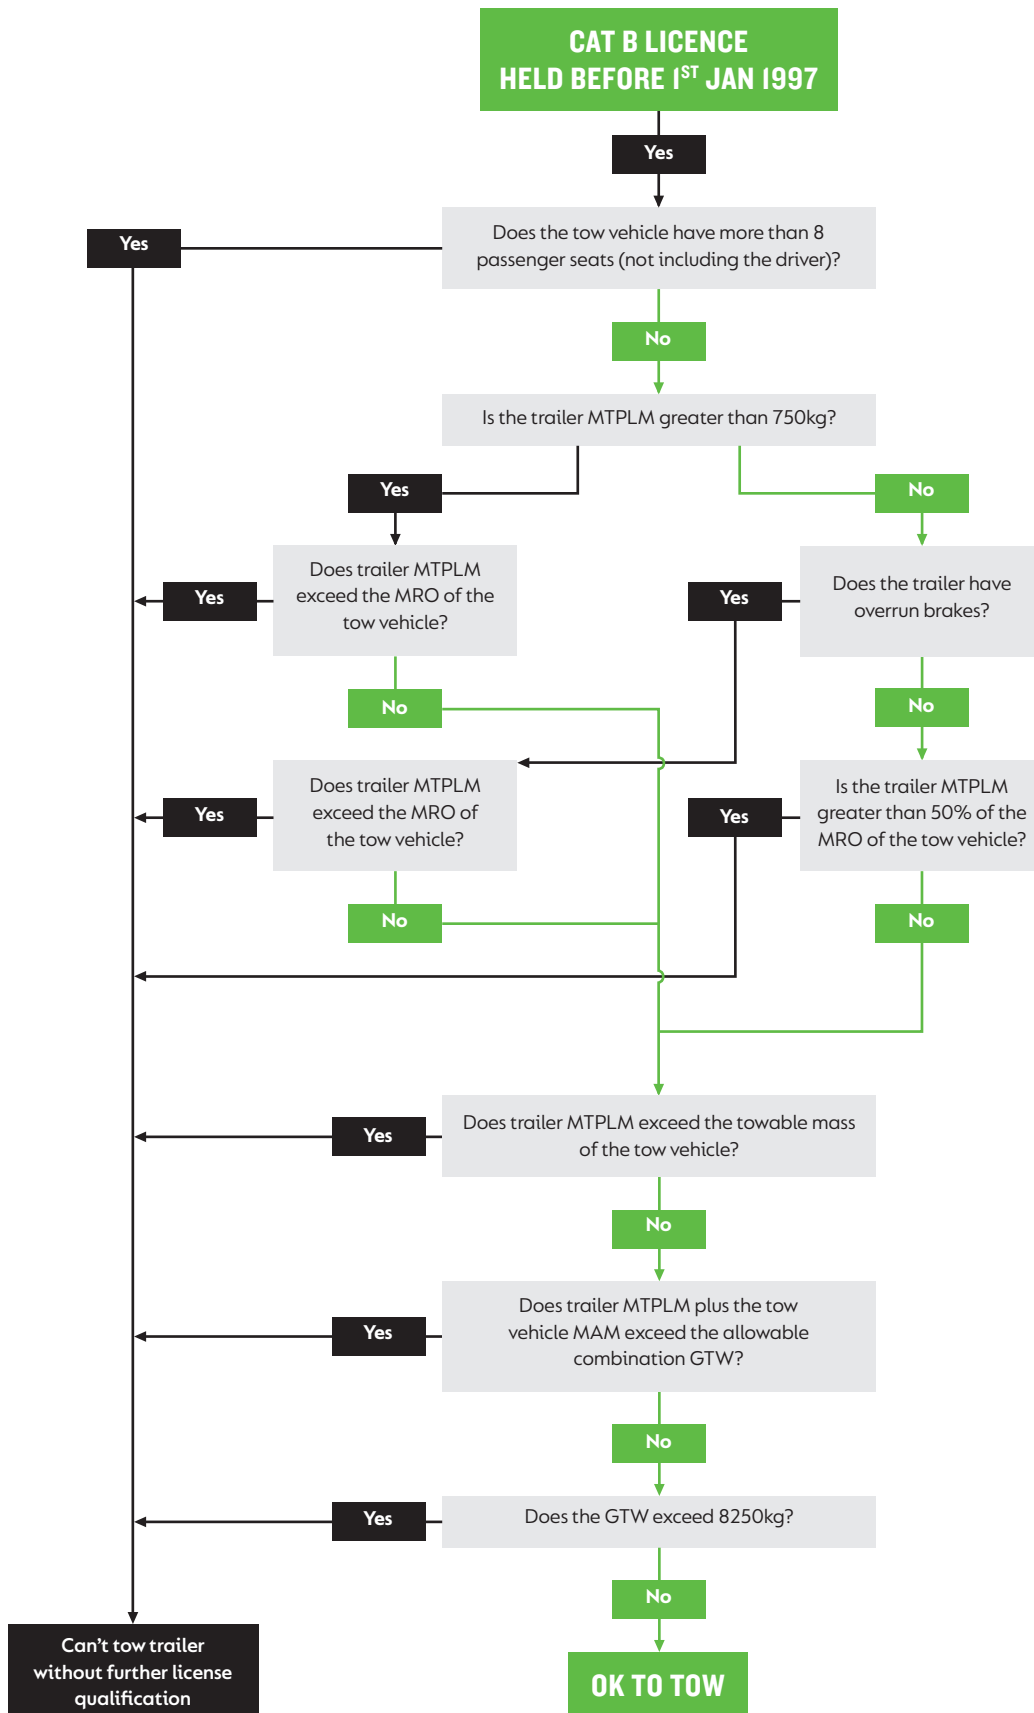 CAT B LICENCE
HELD BEFORE 1ST JAN 1997
Yes
Does the tow vehicle have more than 8
passenger seats (not including the driver)?
Yes
No
Is the trailer MTPLM greater than 750kg?
Yes
No
Does trailer MTPLM
exceed the MRO of the
tow vehicle?
Yes
Does the trailer have
overrun brakes?
Yes
No
No
Does trailer MTPLM
exceed the MRO of
the tow vehicle?
Yes
Is the trailer MTPLM
greater than 50% of the
MRO of the tow vehicle?
Yes
No
No
Does trailer MTPLM exceed the towable mass
of the tow vehicle?
Yes
No
Does trailer MTPLM plus the tow
vehicle MAM exceed the allowable
combination GTW?
Yes
No
Does the GTW exceed 8250kg?
Yes
No
Can't tow trailer
without further license
qualification
OK TO TOW